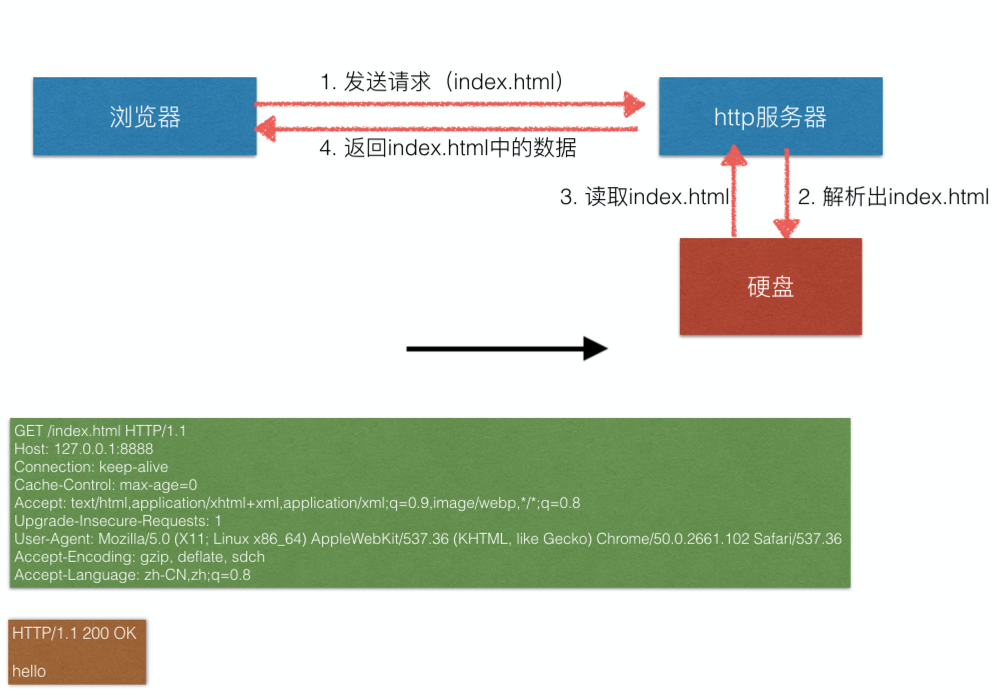 1. 发送请求（index.html）
浏览器
http服务器
4. 返回index.html中的数据
3. 读取index.html
2. 解析出index.html
硬盘
GET /index.html HTTP/1.1
Host: 127.0.0.1:8888
Connection: keep-alive
Cache-Control: max-age=0
Accept: text/html,application/xhtml+xml,application/xml;q=0.9,image/webp,*/*;q=0.8
Upgrade-Insecure-Requests: 1
User-Agent: Mozilla/5.0 (X11; Linux x86_64) AppleWebKit/537.36 (KHTML, like Gecko) Chrome/50.0.2661.102 Safari/537.36
Accept-Encoding: gzip, deflate, sdch
Accept-Language: zh-CN,zh;q=0.8
HTTP/1.1 200 OK
hello